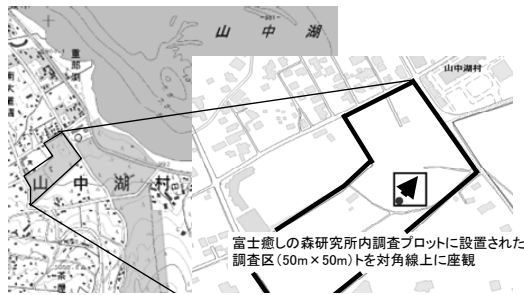 山中湖
山中湖村
山中湖村
富士癒しの森研究所内調査プロットに設置された
調査区(50m×50m)トを対角線上に座観